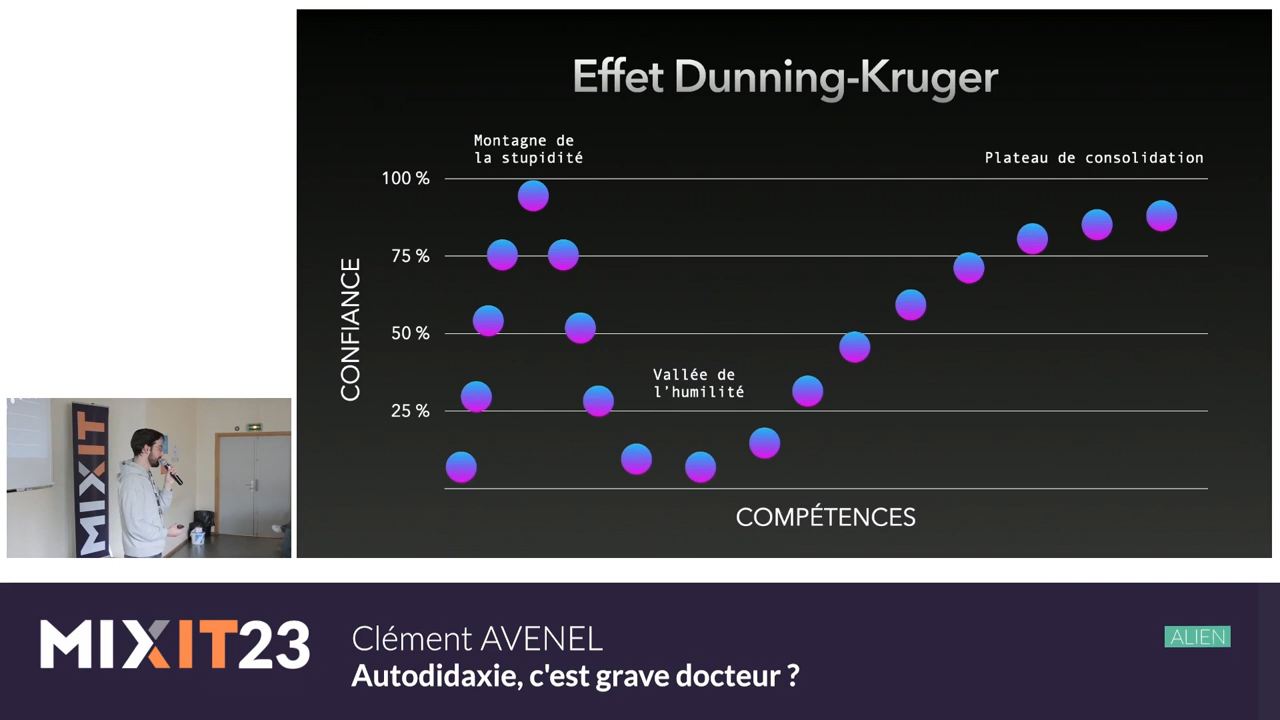 Effet Dunning-Kruger
Montagne de
la stupidité
Plateau de consolidation
100 %
75 %
50 %
Vallée de
l'humilité
25 %
CONFIANCE
COMPÉTENCES
MIXIT
MIXIT23
Clément AVENEL
Autodidaxie, c'est grave docteur ?
ALIEN